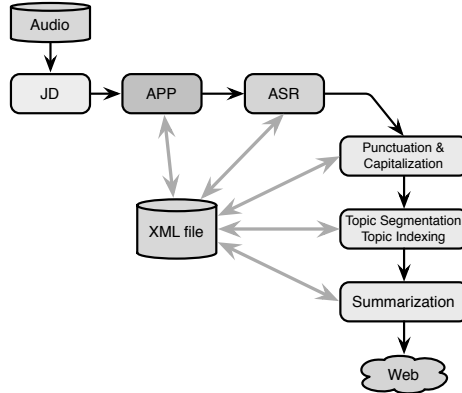 Audio
JD
APP
ASR
Punctuation &
Capitalization
XML file
Topic Segmentation
Topic Indexing
Summarization
Web